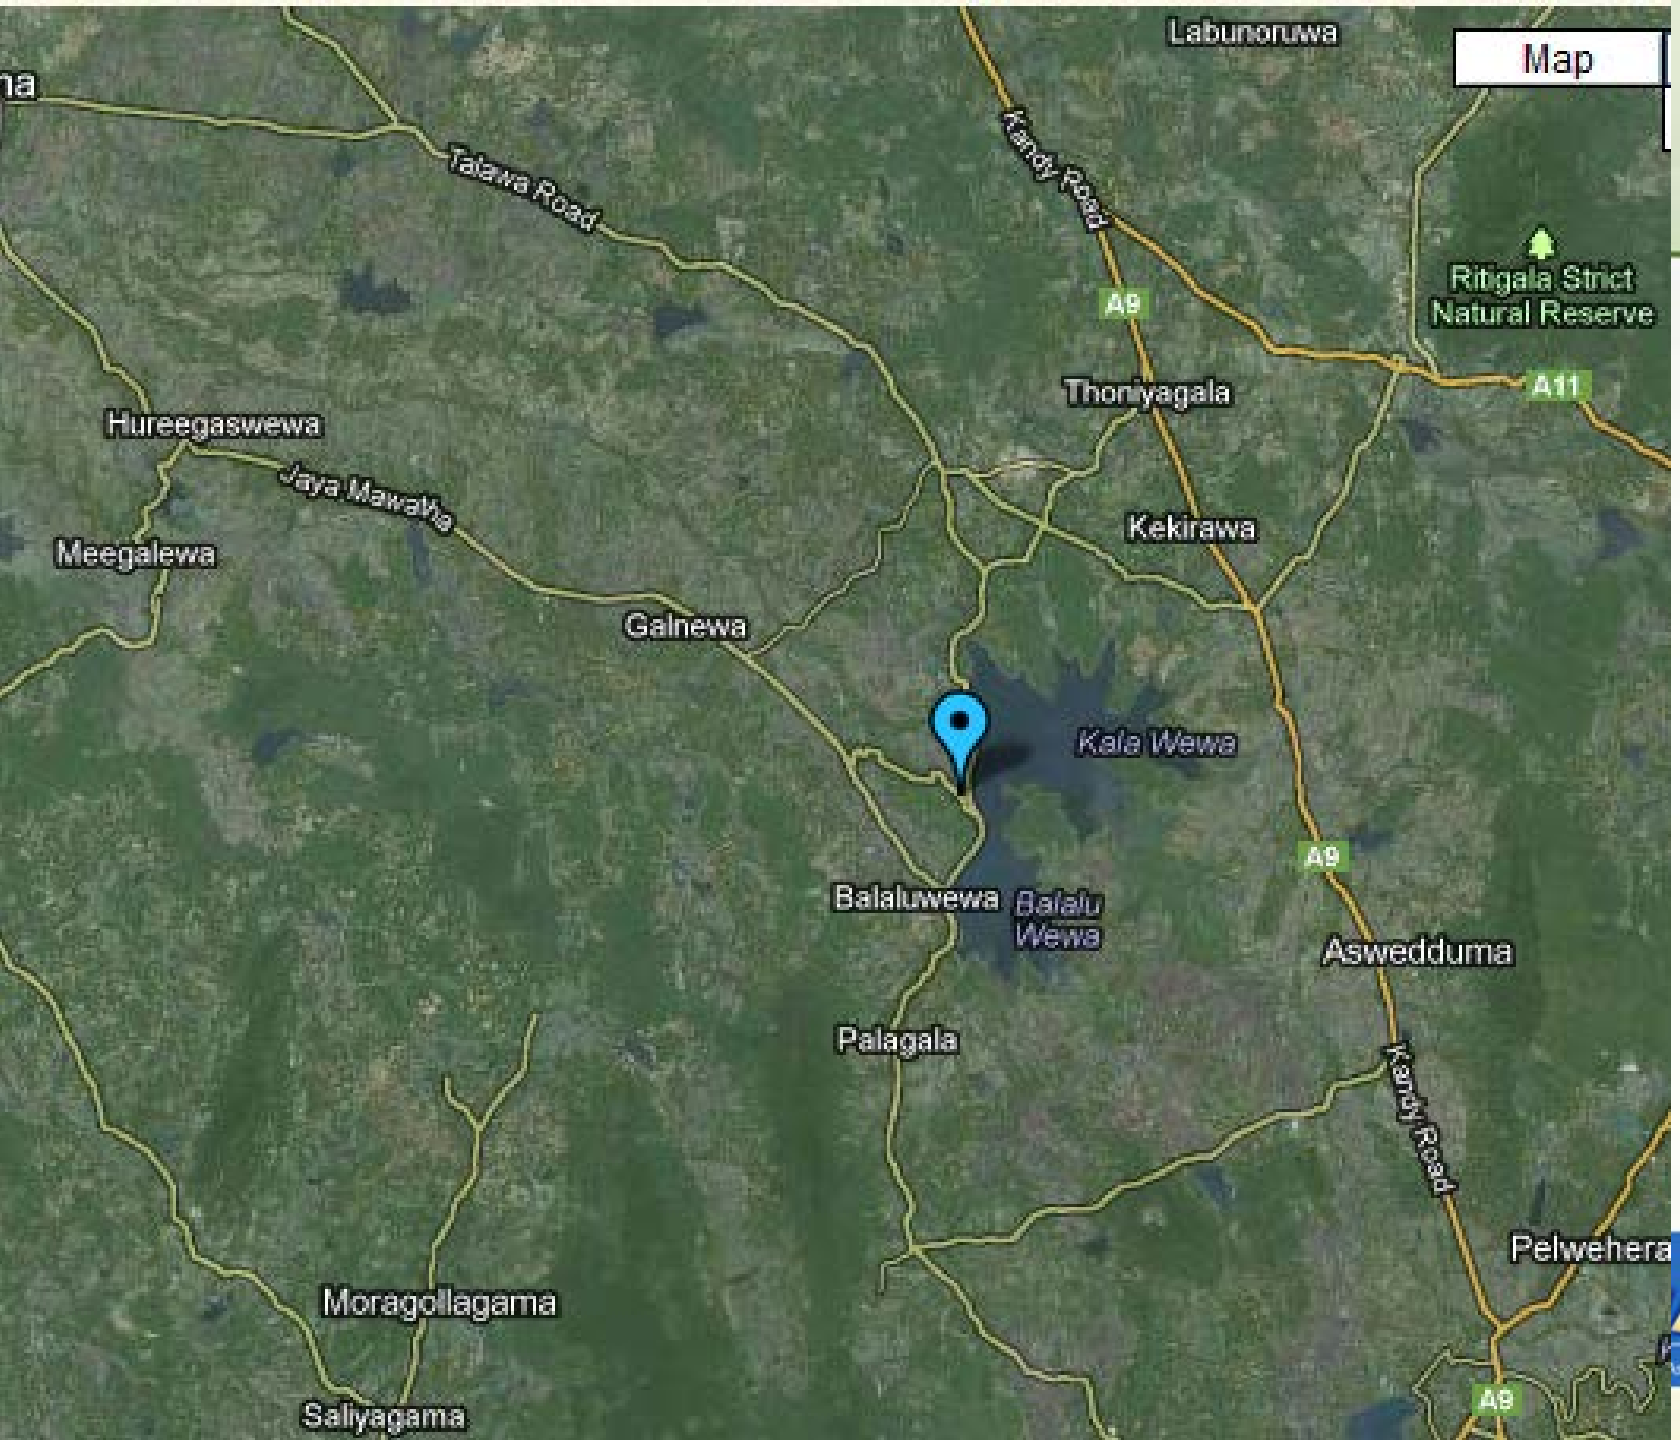 Labunoruwa
Map
na
Kandy Road
Talawa Road
Ritigala Strict
Natural Reserve
A9
A11
Thoniyagala
Hureegaswewa
Jaya Mawatha
Kekirawa
Meegalewa
Galnewa
Kala Wewa
A9
Balaluwewa
Balalu
Wewa
Aswedduma
Palagala
Kandy Road
Pelwehera
Moragollagama
A9
Saliyagama